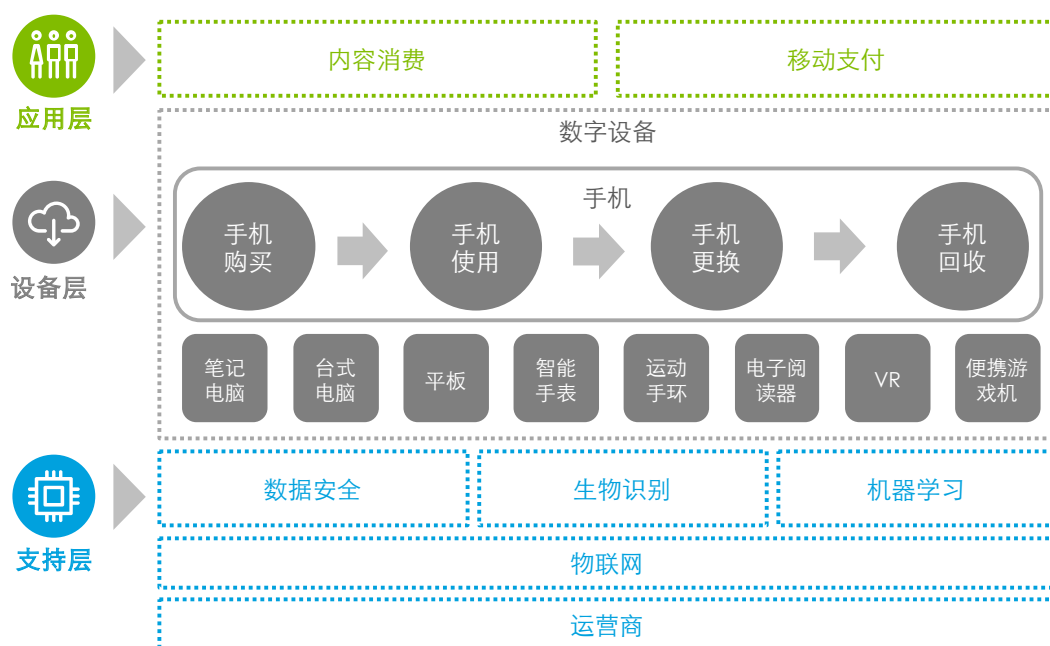 应用层
内容消费
移动支付
数字设备
设备层
手机
手机
购买
手机
使用
手机
更换
手机
回收
笔记
电脑
台式
电脑
平板
智能
手表
运动
手环
电子阅
读器
VR
便携游
戏机
支持层
数据安全
生物识别
机器学习
物联网
运营商